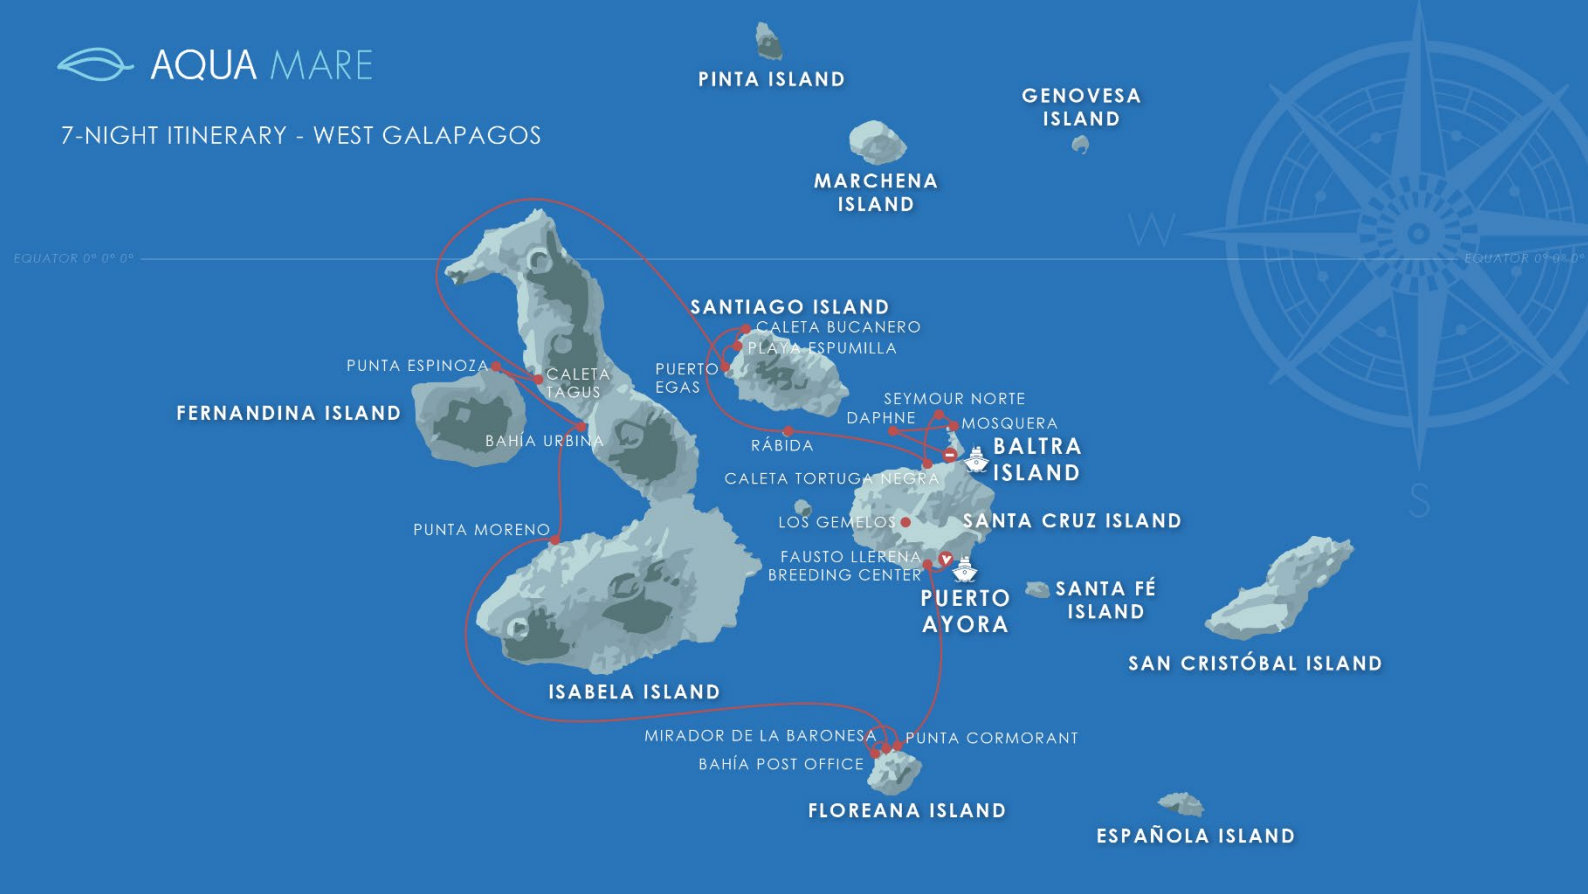 AQUA MARE
7-NIGHT ITINERARY - WEST GALAPAGOS
PINTA ISLAND
GENOVESA
ISLAND
MARCHENA
ISLAND
W
EQUATOR 0° 0° 0°
EQUATOR 0° 0° 0°
SANTIAGO ISLAND
CALETA BUCANERO
PLAYA ESPUMILLA
PUERTO
EGAS
PUNTA ESPINOZA
CALETA
TAGUS
FERNANDINA ISLAND
BAHÍA URBINA
SEYMOUR NORTE
DAPHNE
MOSQUERA
RÁBIDA
BALTRA
ISLAND
CALETA TORTUGA NEGRA
S
LOS GEMELOS
SANTA CRUZ ISLAND
PUNTA MORENO
FAUSTO LLERENA
BREEDING CENTER
PUERTO
AYORA
SANTA FÉ
ISLAND
SAN CRISTÓBAL ISLAND
ISABELA ISLAND
MIRADOR DE LA BARONESA
PUNTA CORMORANT
BAHÍA POST OFFICE
FLOREANA ISLAND
ESPAÑOLA ISLAND